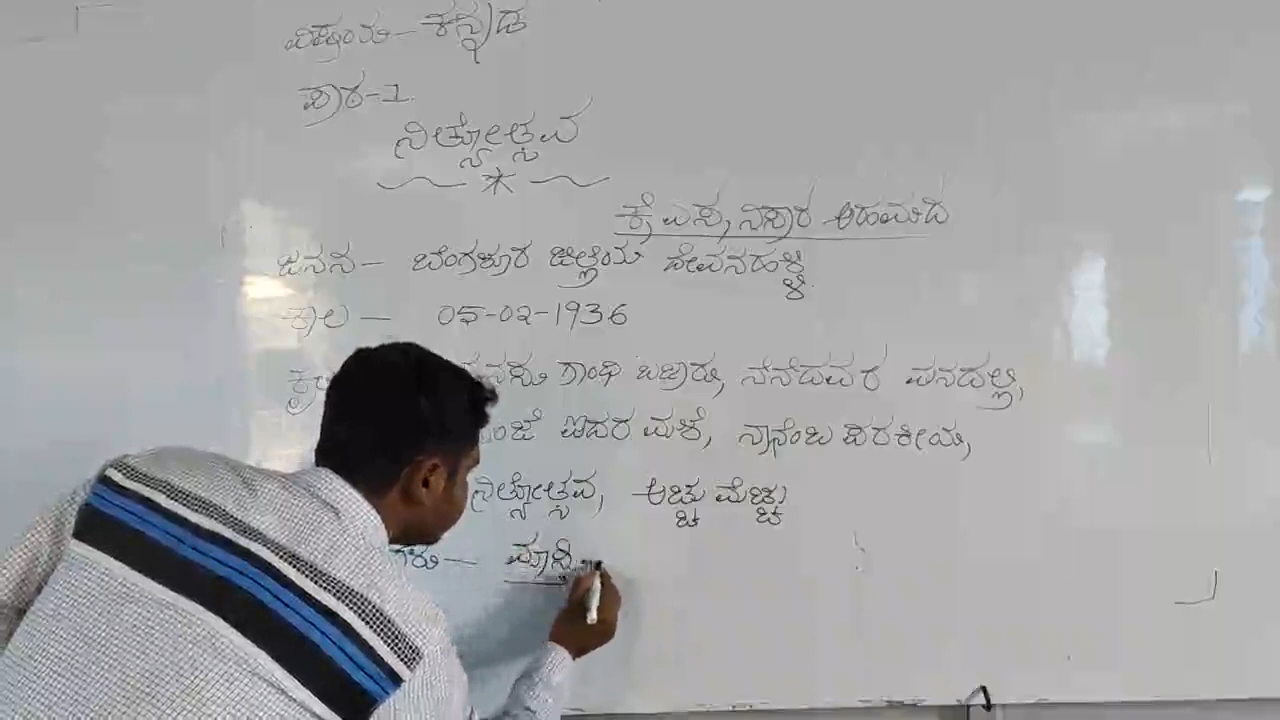 ವಿಷಯ - ಕನ್ನಡ
ಪಾಠ-1.
ನಿತ್ಯೋತ್ಸವ
ಕೆ, ಎಸ್, ನಿಸಾರ ಅಹಮದ
ಜನನ - ಬೆಂಗಳೂರ ಜಿಲ್ಲೆಯ ದೇವನಹಳ್ಳಿ
ಕಾಲ - 05-02-1936
ಗಾಂಧಿ ಬಜಾರು, ನೆನೆದವರ ಮನದಲ್ಲಿ,
ಸಂಜೆ ಐದರ ಮಳೆ, ನಾನೆಂಬ ಪರಕೀಯ,
ನಿತ್ಯೋತ್ಸವ, ಅಚ್ಚು ಮೆಚ್ಚು